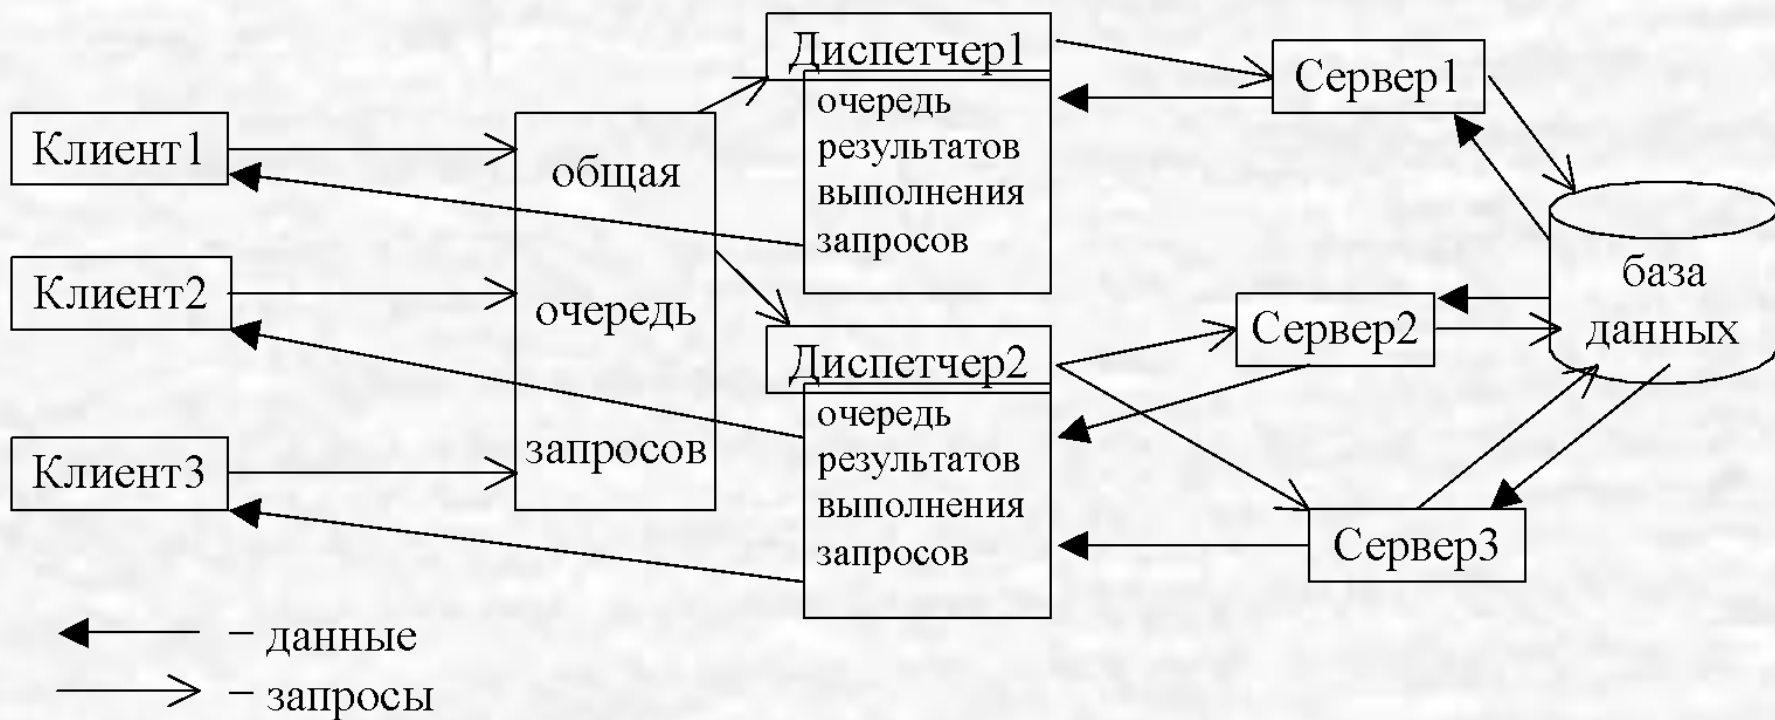 Клиент1
Клиент2
Клиент3
общая
очередь
запросов
Диспетчер1
очередь
результатов
выполнения
запросов
Диспетчер2
очередь
результатов
выполнения
запросов
Сервер1
Сервер2
Сервер3
база
данных
– данные
– запросы